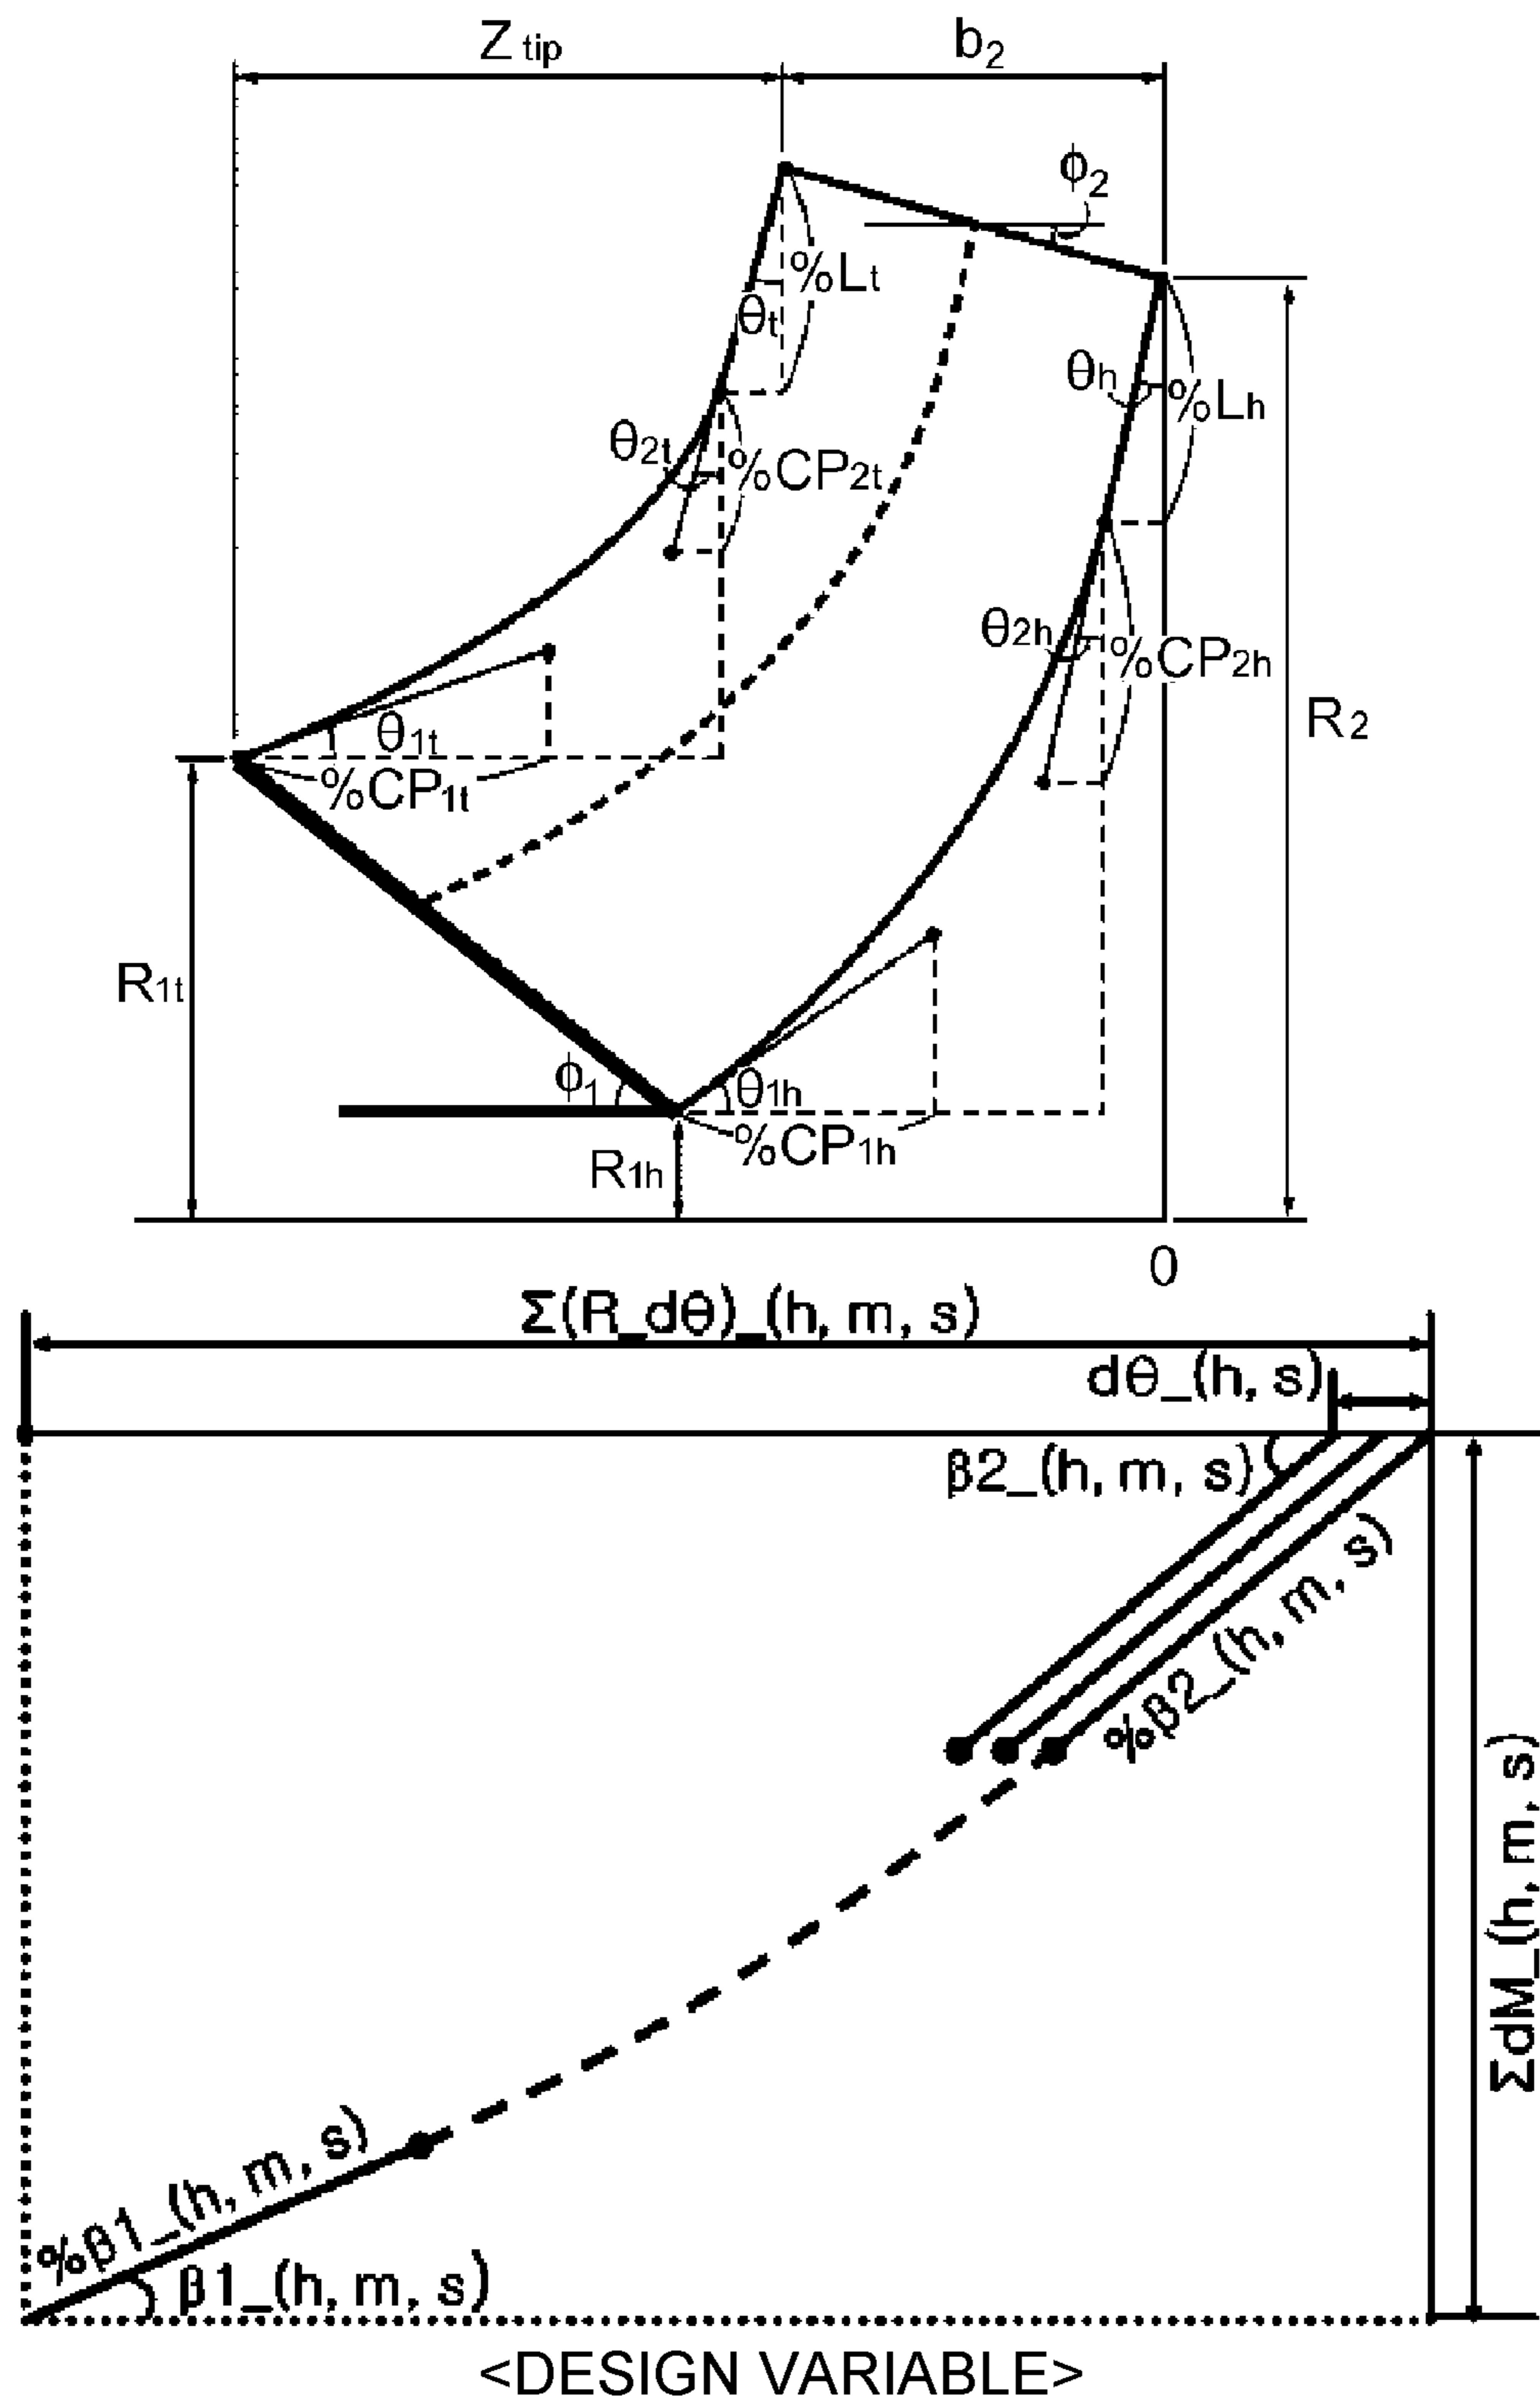 Z tip
b2
ϕ2
%Lt
θt
θh
%Lh
θ2t
%CP2t
θ2h
%CP2h
R2
θ1t
%CP1t
R1t
ϕ1
θ1h
%CP1h
R1h
0
Σ(R_dθ)_(h, m, s)
dθ_(h, s)
β2_(h, m, s)
%β2_(h, m, s)
ΣdM_(h, m, s)
%β1_(h, m, s)
β1_(h, m, s)
<DESIGN VARIABLE>